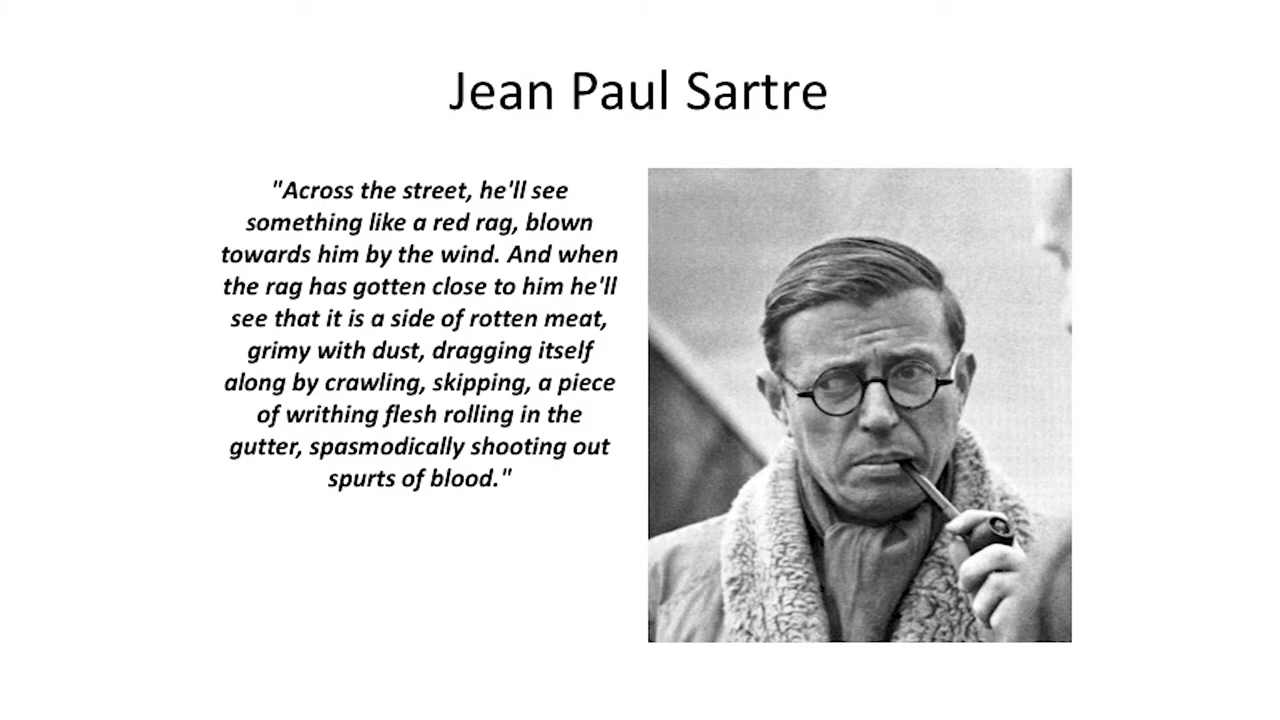 Jean Paul Sartre
"Across the street, he'll see
something like a red rag, blown
towards him by the wind. And when
the rag has gotten close to him he'll
see that it is a side of rotten meat,
grimy with dust, dragging itself
along by crawling, skipping, a piece
of writhing flesh rolling in the
gutter, spasmodically shooting out
spurts of blood."